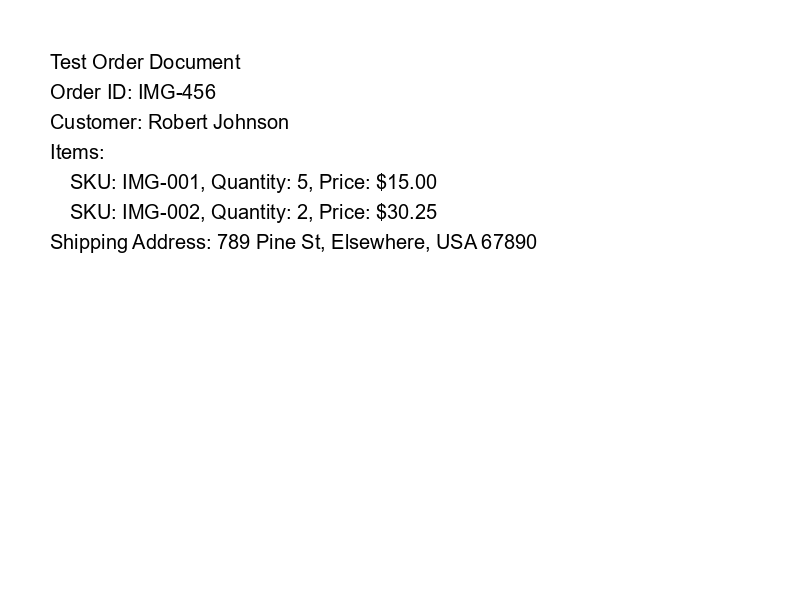 Test Order Document
Order ID: IMG-456
Customer: Robert Johnson
Items:
SKU: IMG-001, Quantity: 5, Price: $15.00
SKU: IMG-002, Quantity: 2, Price: $30.25
Shipping Address: 789 Pine St, Elsewhere, USA 67890